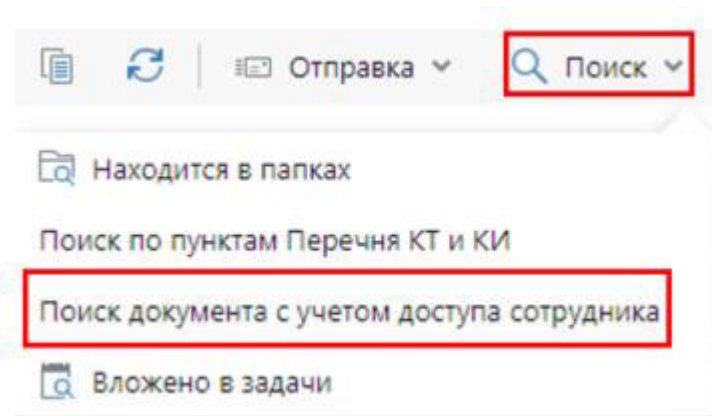 Отправка Поиск
Находится в папках
Поиск по пунктам Перечня КТ и КИ
Поиск документа с учетом доступа сотрудника
Вложено в задачи